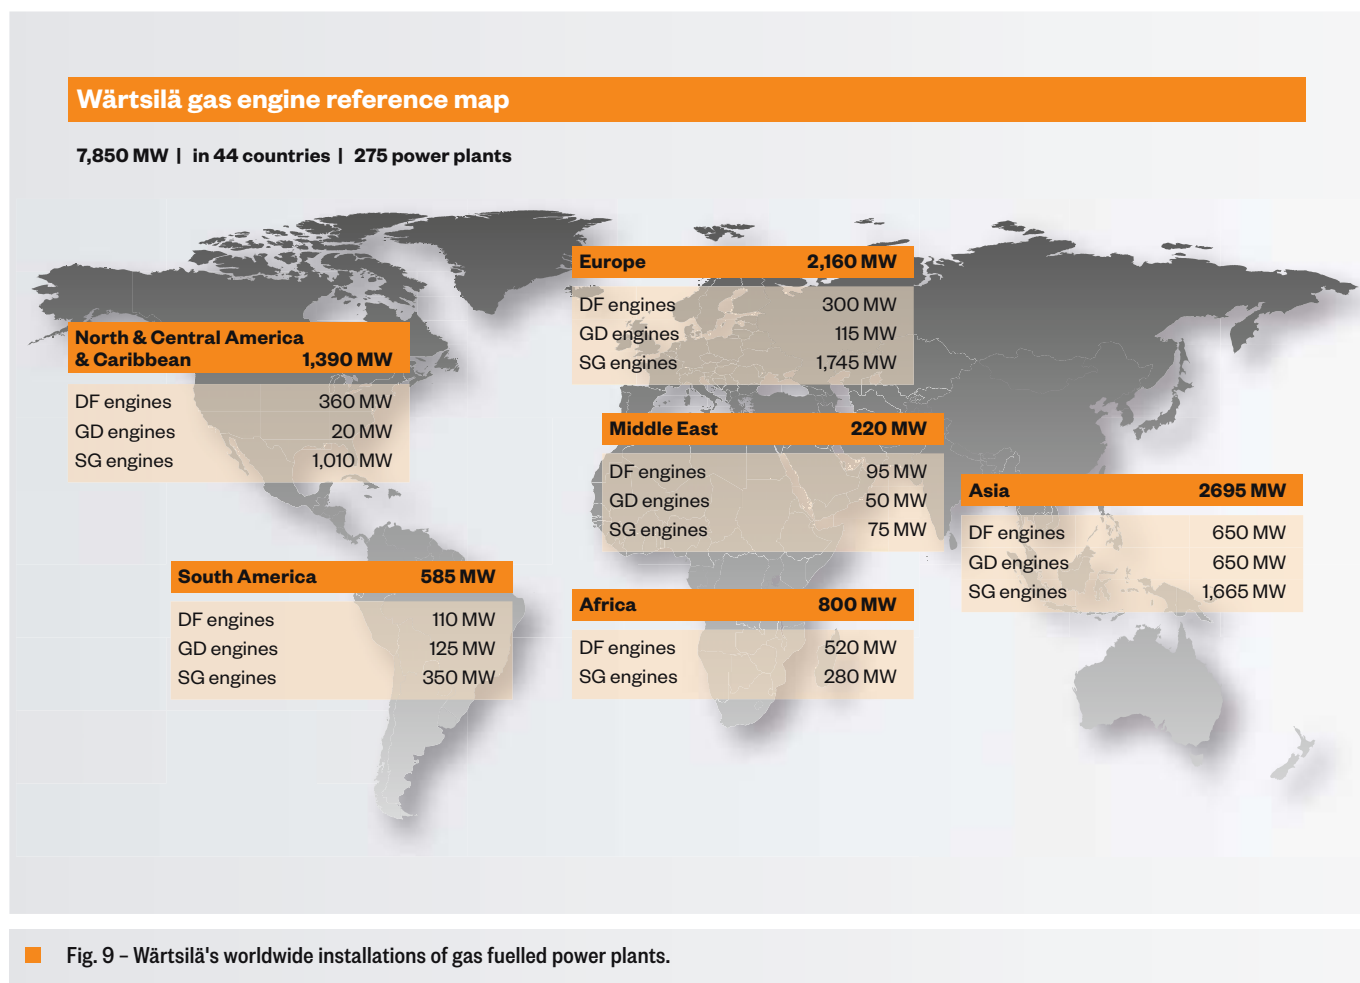 Wärtsilä gas engine reference map
7,850 MW | in 44 countries | 275 power plants
Europe 2,160 MW
DF engines 300 MW
GD engines 115 MW
SG engines 1,745 MW
North & Central America
& Caribbean 1,390 MW
DF engines 360 MW
GD engines 20 MW
SG engines 1,010 MW
Middle East 220 MW
DF engines 95 MW
GD engines 50 MW
SG engines 75 MW
Asia 2695 MW
DF engines 650 MW
GD engines 650 MW
SG engines 1,665 MW
South America 585 MW
DF engines 110 MW
GD engines 125 MW
SG engines 350 MW
Africa 800 MW
DF engines 520 MW
SG engines 280 MW
Fig. 9 – Wärtsilä's worldwide installations of gas fuelled power plants.